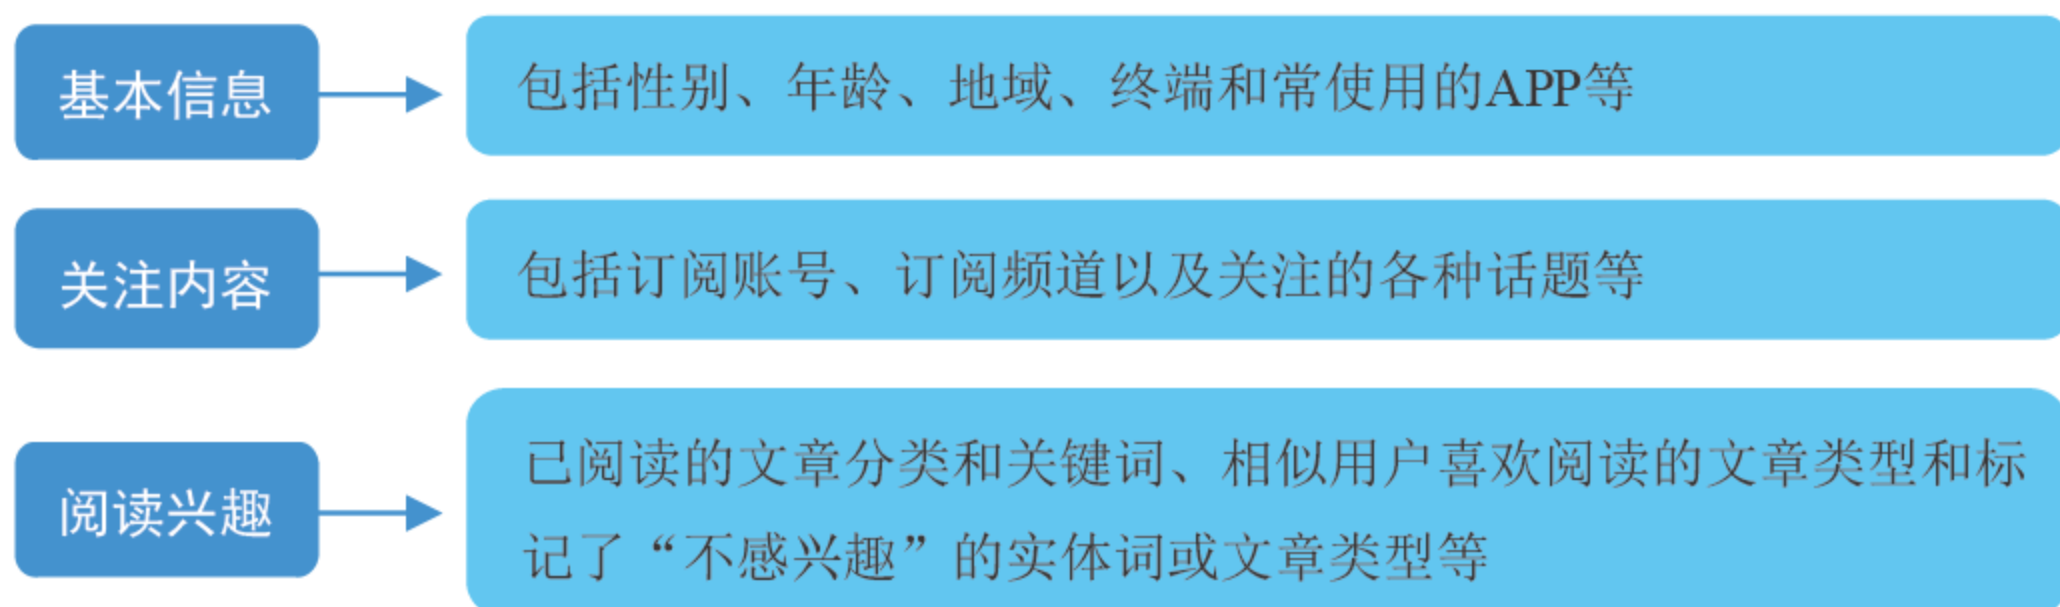 基本信息
包括性别、年龄、地域、终端和常使用的APP等
关注内容
包括订阅账号、订阅频道以及关注的各种话题等
阅读兴趣
已阅读的文章分类和关键词、相似用户喜欢阅读的文章类型和标
记了“不感兴趣”的实体词或文章类型等